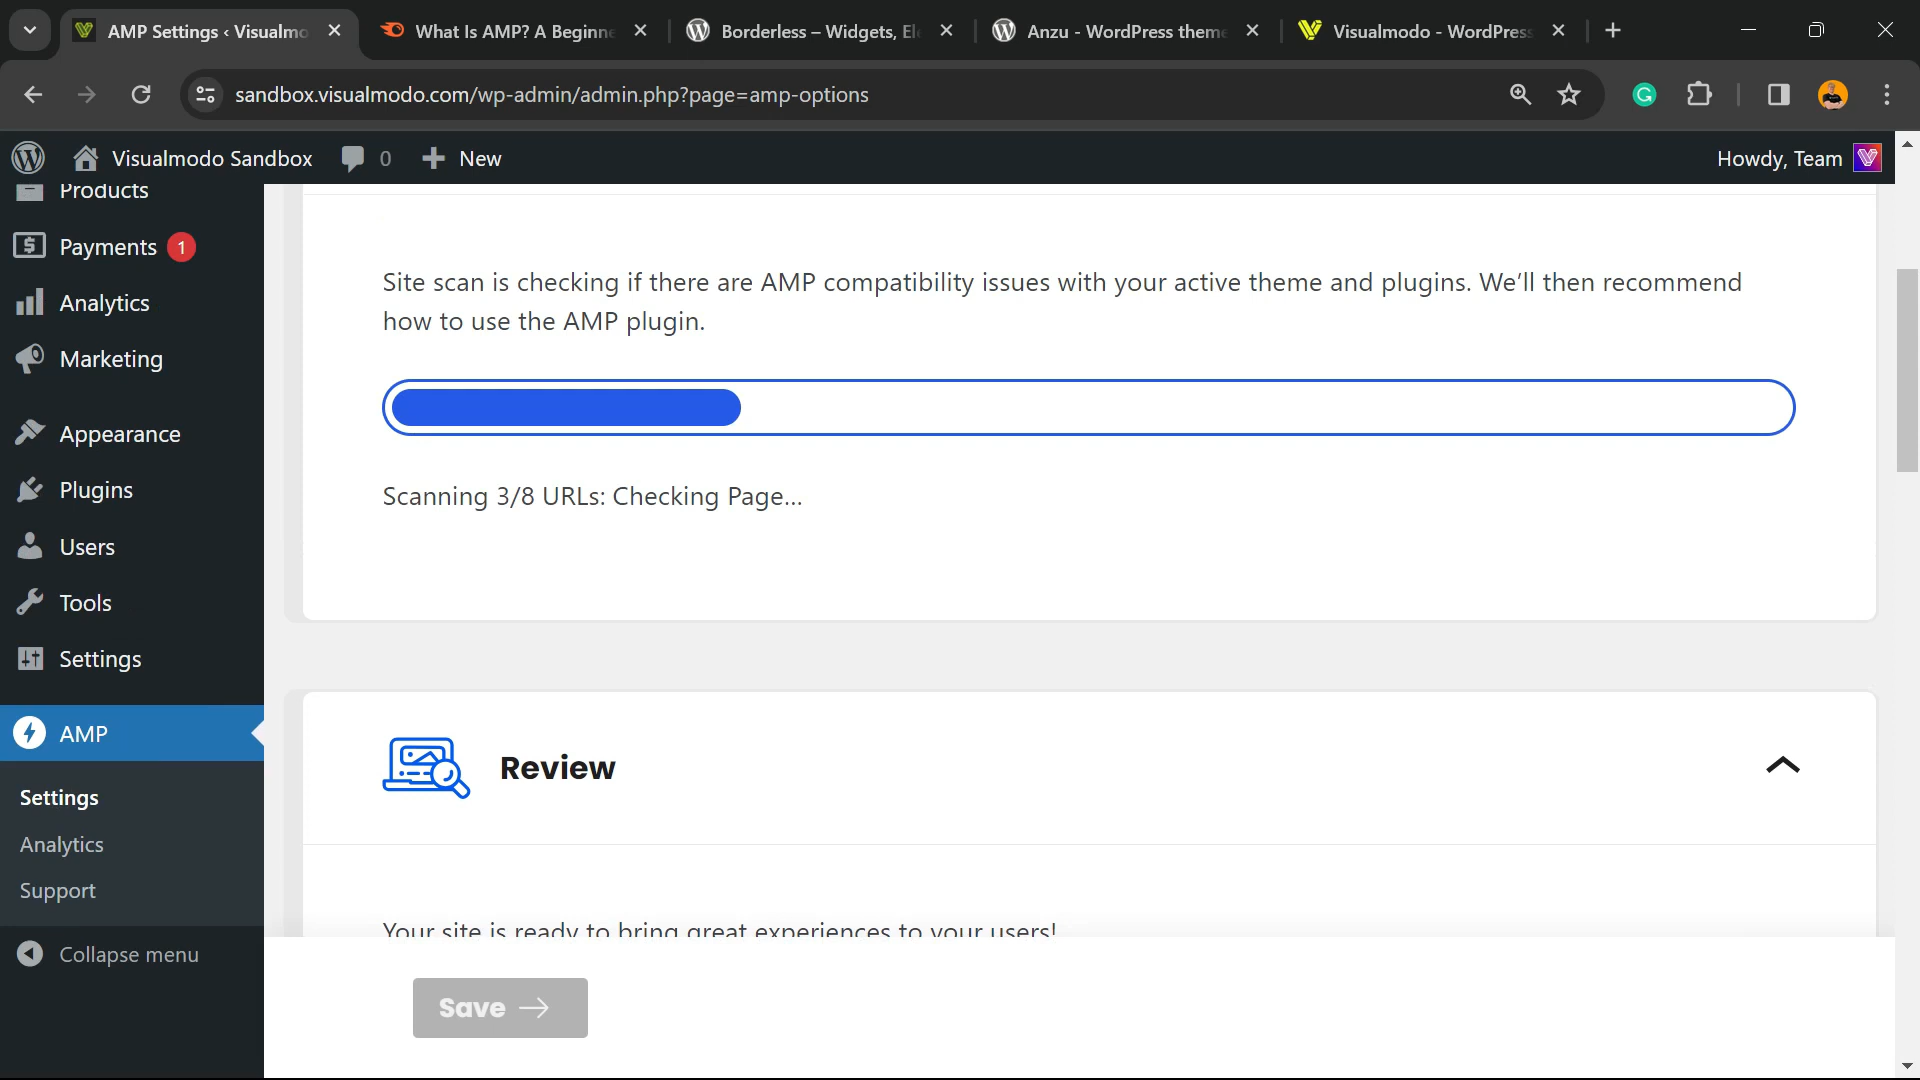 AMP Settings ‹ Visualmo
What Is AMP? A Beginne
Borderless – Widgets, El
Anzu - WordPress theme
Visualmodo - WordPress
sandbox.visualmodo.com/wp-admin/admin.php?page=amp-options
Visualmodo Sandbox
0
New
Howdy, Team
Products
Payments 1
Analytics
Marketing
Appearance
Plugins
Users
Tools
Settings
AMP
Settings
Analytics
Support
Collapse menu
Site scan is checking if there are AMP compatibility issues with your active theme and plugins. We’ll then recommend
how to use the AMP plugin.
Scanning 3/8 URLs: Checking Page...
Review
Your site is ready to bring great experiences to your users!
Save